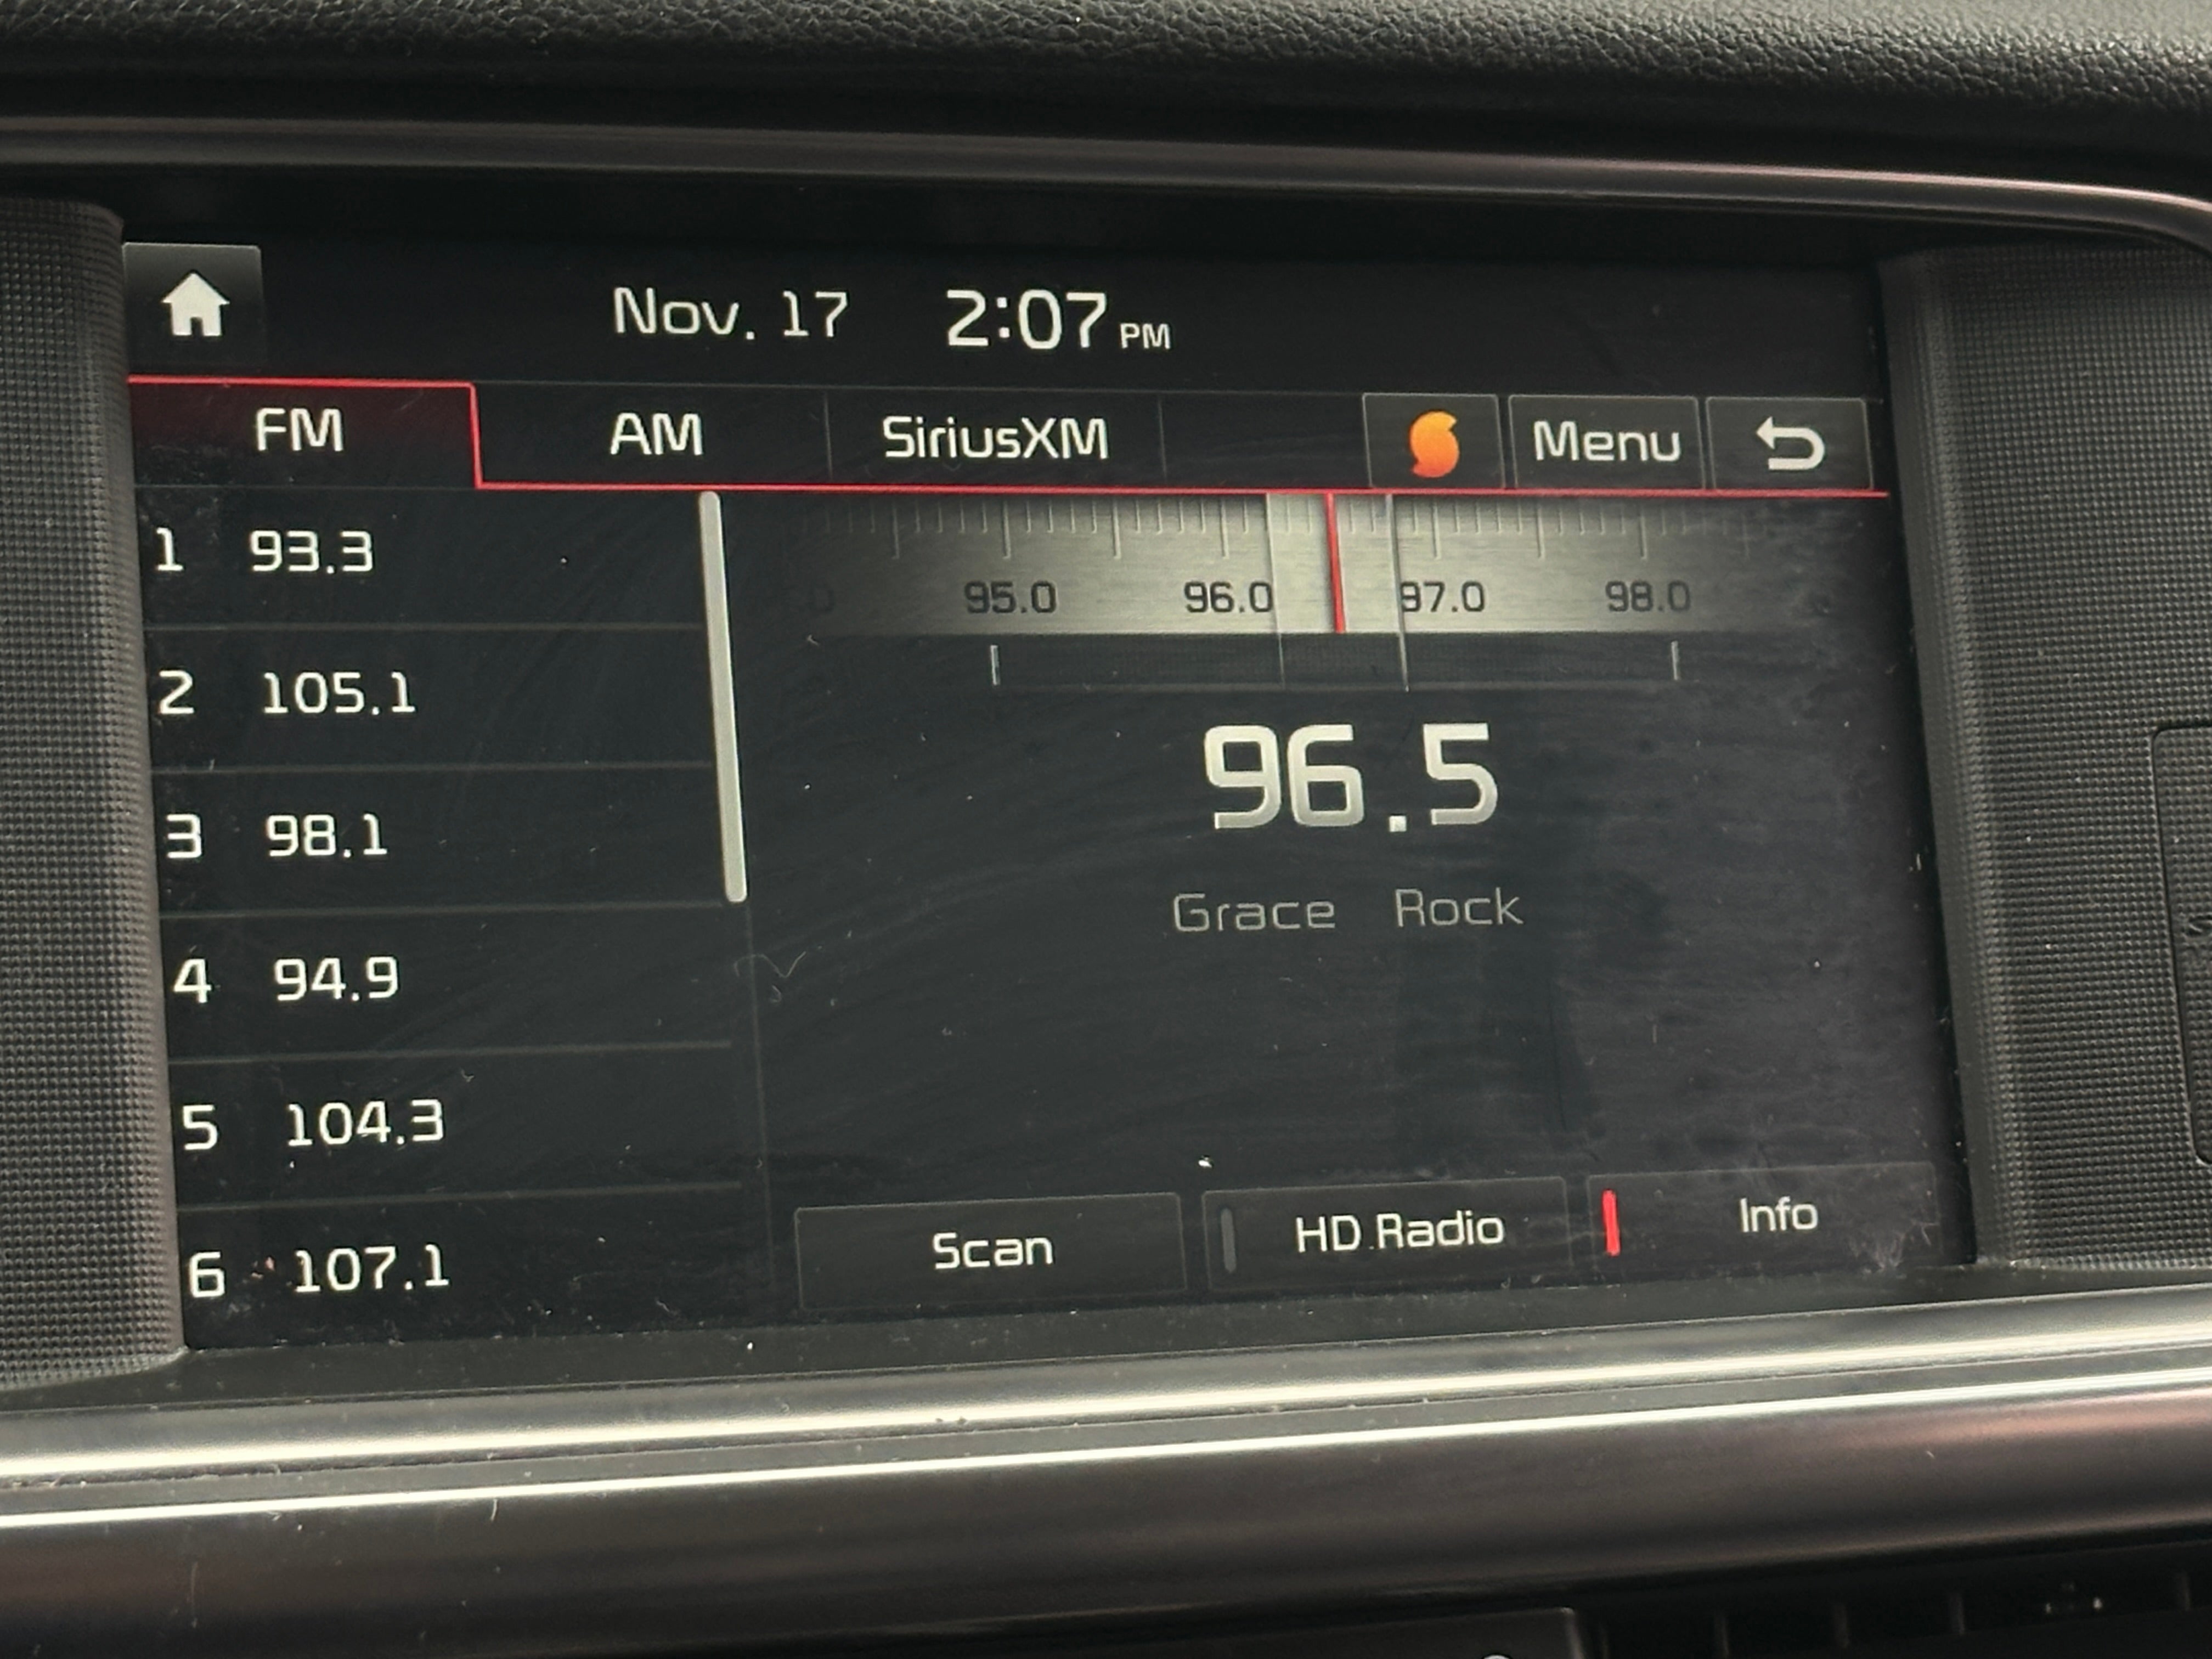 Nov. 17 2:07 PM
FM AM SiriusXM Menu
1 93.3
2 105.1
3 98.1
4 94.9
5 104.3
6 107.1
95.0 96.0 97.0 98.0
96.5
Grace Rock
Scan HD Radio Info